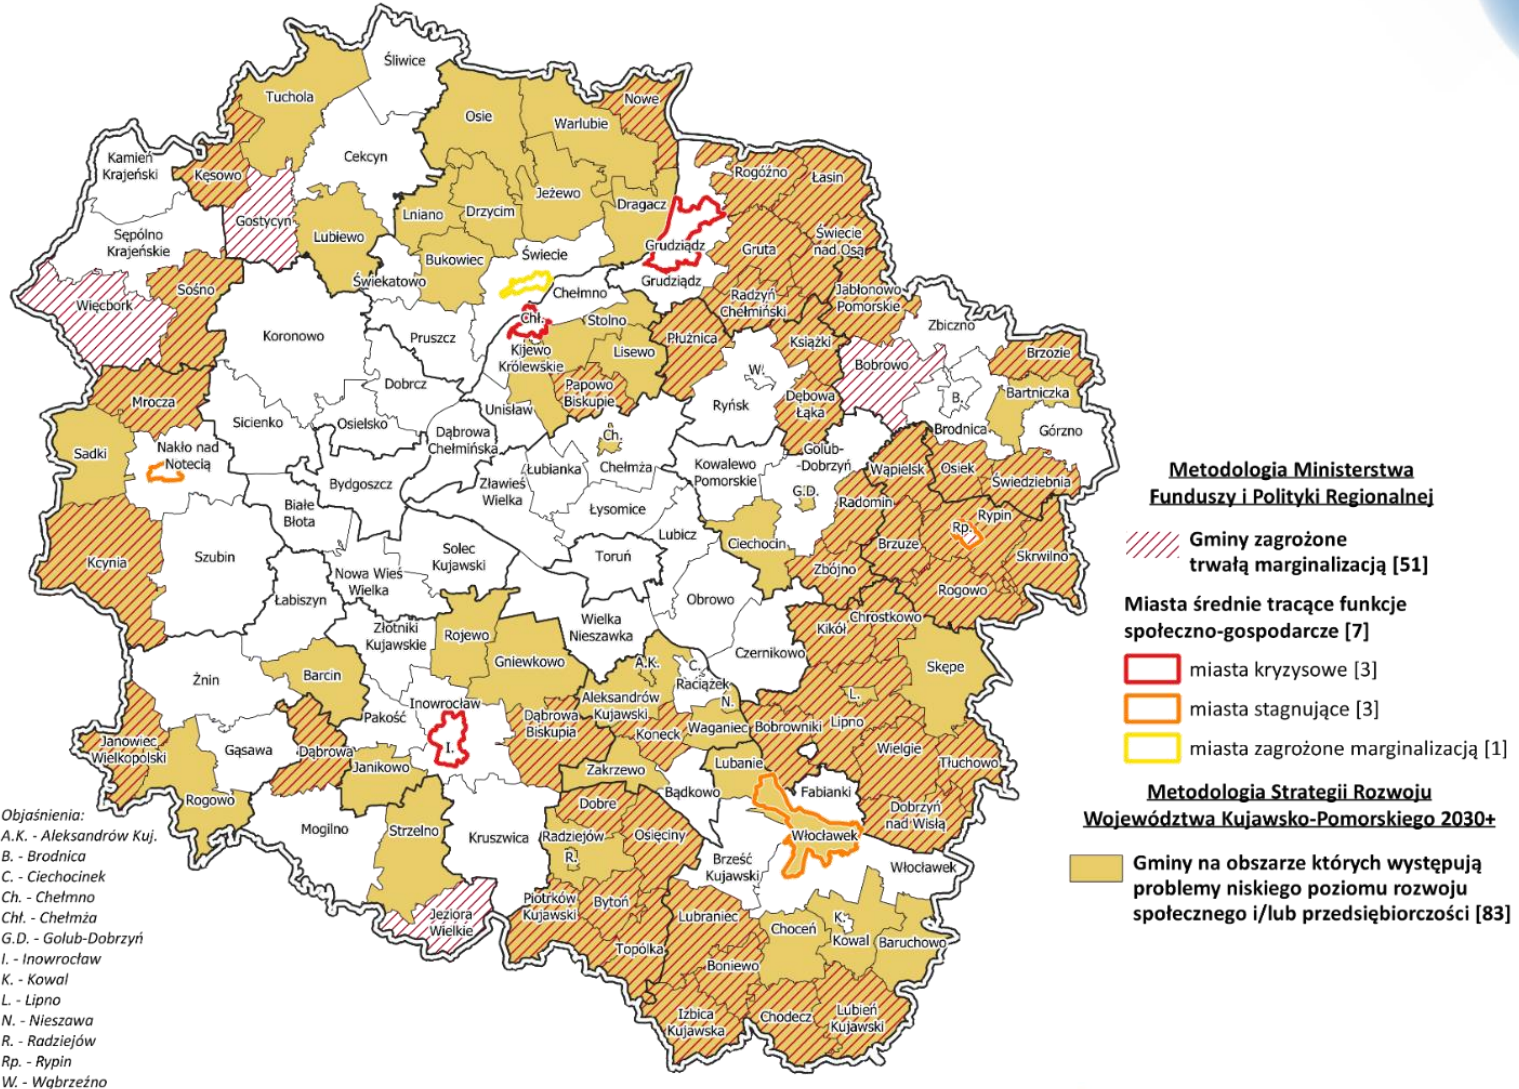 Śliwice
Tuchola
Nowe
Osie
Warlubie
Kamień
Krajeński
Cekcyn
Kęsowo
Rogóźno
Łasin
Jeżewo
Dragacz
Lniano
Drzycim
Gostycyn
Lubiewo
Sępólno
Krajeńskie
Świecie
nad Osą
Gruta
Grudziądz
Świecie
Bukowiec
Świekatowo
Grudziądz
Sośno
Więcbork
Chełmno
Radzyń
Chełmiński
Jabłonowo
Pomorskie
Chł.
Stolno
Zbiczno
Koronowo
Pruszcz
Płużnica
Książki
Kijewo
Królewskie
Lisewo
Brzozie
Bobrowo
W.
Dobrcz
Papowo
Biskupie
Bartniczka
B.
Mrocza
Dębowa
Łąka
Ryńsk
Unisław
Sicienko
Osielsko
Dąbrowa
Chełmińska
Ch.
Brodnica
Górzno
Sadki
Nakło nad
Notecią
Golub-
-Dobrzyń
Łubianka
Chełmża
Kowalewo
Pomorskie
Wąpielsk
Osiek
Świedziebnia
Bydgoszcz
Zławieś
Wielka
G.D.
Radomin
Białe
Błota
Łysomice
Rypin
Rp.
Lubicz
Ciechocin
Brzuze
Skrwilno
Kcynia
Szubin
Solec
Kujawski
Toruń
Zbójno
Nowa Wieś
Wielka
Rogowo
Łabiszyn
Obrowo
Chrostkowo
Kikół
Złotniki
Kujawskie
Rojewo
Wielka
Nieszawka
Gniewkowo
Czernikowo
Skępe
Żnin
Barcin
A.K.
C.
Raciążek
Inowrocław
Aleksandrów
Kujawski
N.
L.
Pakość
Dąbrowa
Biskupia
Koneck
Waganiec
Bobrowniki
Lipno
Janowiec
Wielkopolski
Gąsawa
Dąbrowa
I.
Wielgie
Janikowo
Zakrzewo
Lubanie
Tłuchowo
Rogowo
Bądkowo
Fabianki
Dobre
Dobrzyń
nad Wisłą
Mogilno
Strzelno
Kruszwica
Radziejów
Osięciny
Włocławek
R.
Brześć
Kujawski
Włocławek
Piotrków
Kujawski
Bytoń
Jeziora
Wielkie
Lubraniec
Choceń
K.
Kowal
Baruchowo
Topólka
Boniewo
Izbica
Kujawska
Chodecz
Lubień
Kujawski
Objaśnienia:
A.K. - Aleksandrów Kuj.
B. - Brodnica
C. - Ciechocinek
Ch. - Chełmno
Chł. - Chełmża
G.D. - Golub-Dobrzyń
I. - Inowrocław
K. - Kowal
L. - Lipno
N. - Nieszawa
R. - Radziejów
Rp. - Rypin
W. - Wąbrzeźno
Metodologia Ministerstwa
Funduszy i Polityki Regionalnej
Gminy zagrożone
trwałą marginalizacją [51]
Miasta średnie tracące funkcje
społeczno-gospodarcze [7]
miasta kryzysowe [3]
miasta stagnujące [3]
miasta zagrożone marginalizacją [1]
Metodologia Strategii Rozwoju
Województwa Kujawsko-Pomorskiego 2030+
Gminy na obszarze których występują
problemy niskiego poziomu rozwoju
społecznego i/lub przedsiębiorczości [83]